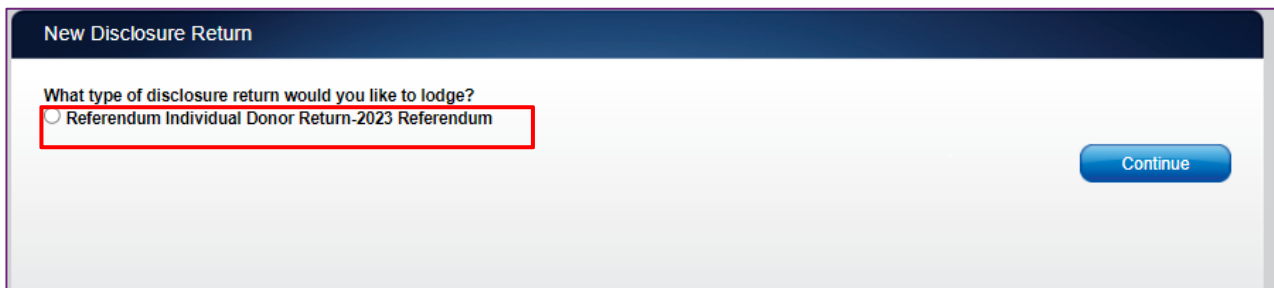 New Disclosure Return
What type of disclosure return would you like to lodge?
Referendum Individual Donor Return-2023 Referendum
Continue